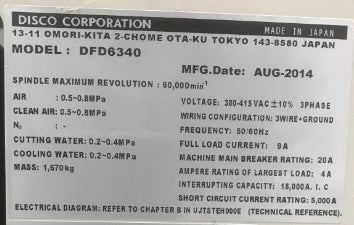 DISCO CORPORATION
MADE IN JAPAN
13-11 OMORI-KITA 2-CHOME OTA-KU TOKYO 143-8580 JAPAN
MODEL : DFD6340
MFG.Date: AUG-2014
SPINDLE MAXIMUM REVOLUTION : 60,000min⁻¹
AIR : 0.5~0.8MPa
CLEAN AIR: 0.5~0.8MPa
N₂ : -
CUTTING WATER: 0.2~0.4MPa
COOLING WATER: 0.2~0.4MPa
MASS: 1,670kg
VOLTAGE: 380-415VAC ±10% 3PHASE
WIRING CONFIGURATION: 3WIRE+GROUND
FREQUENCY: 50/60Hz
FULL LOAD CURRENT: 9A
MACHINE MAIN BREAKER RATING: 20A
AMPERE RATING OF LARGEST LOAD: 4A
INTERRUPTING CAPACITY: 18,000A. I. C
SHORT CIRCUIT CURRENT RATING: 5,000A
ELECTRICAL DIAGRAM: REFER TO CHAPTER B IN UJTSTEH000E (TECHNICAL REFERENCE).